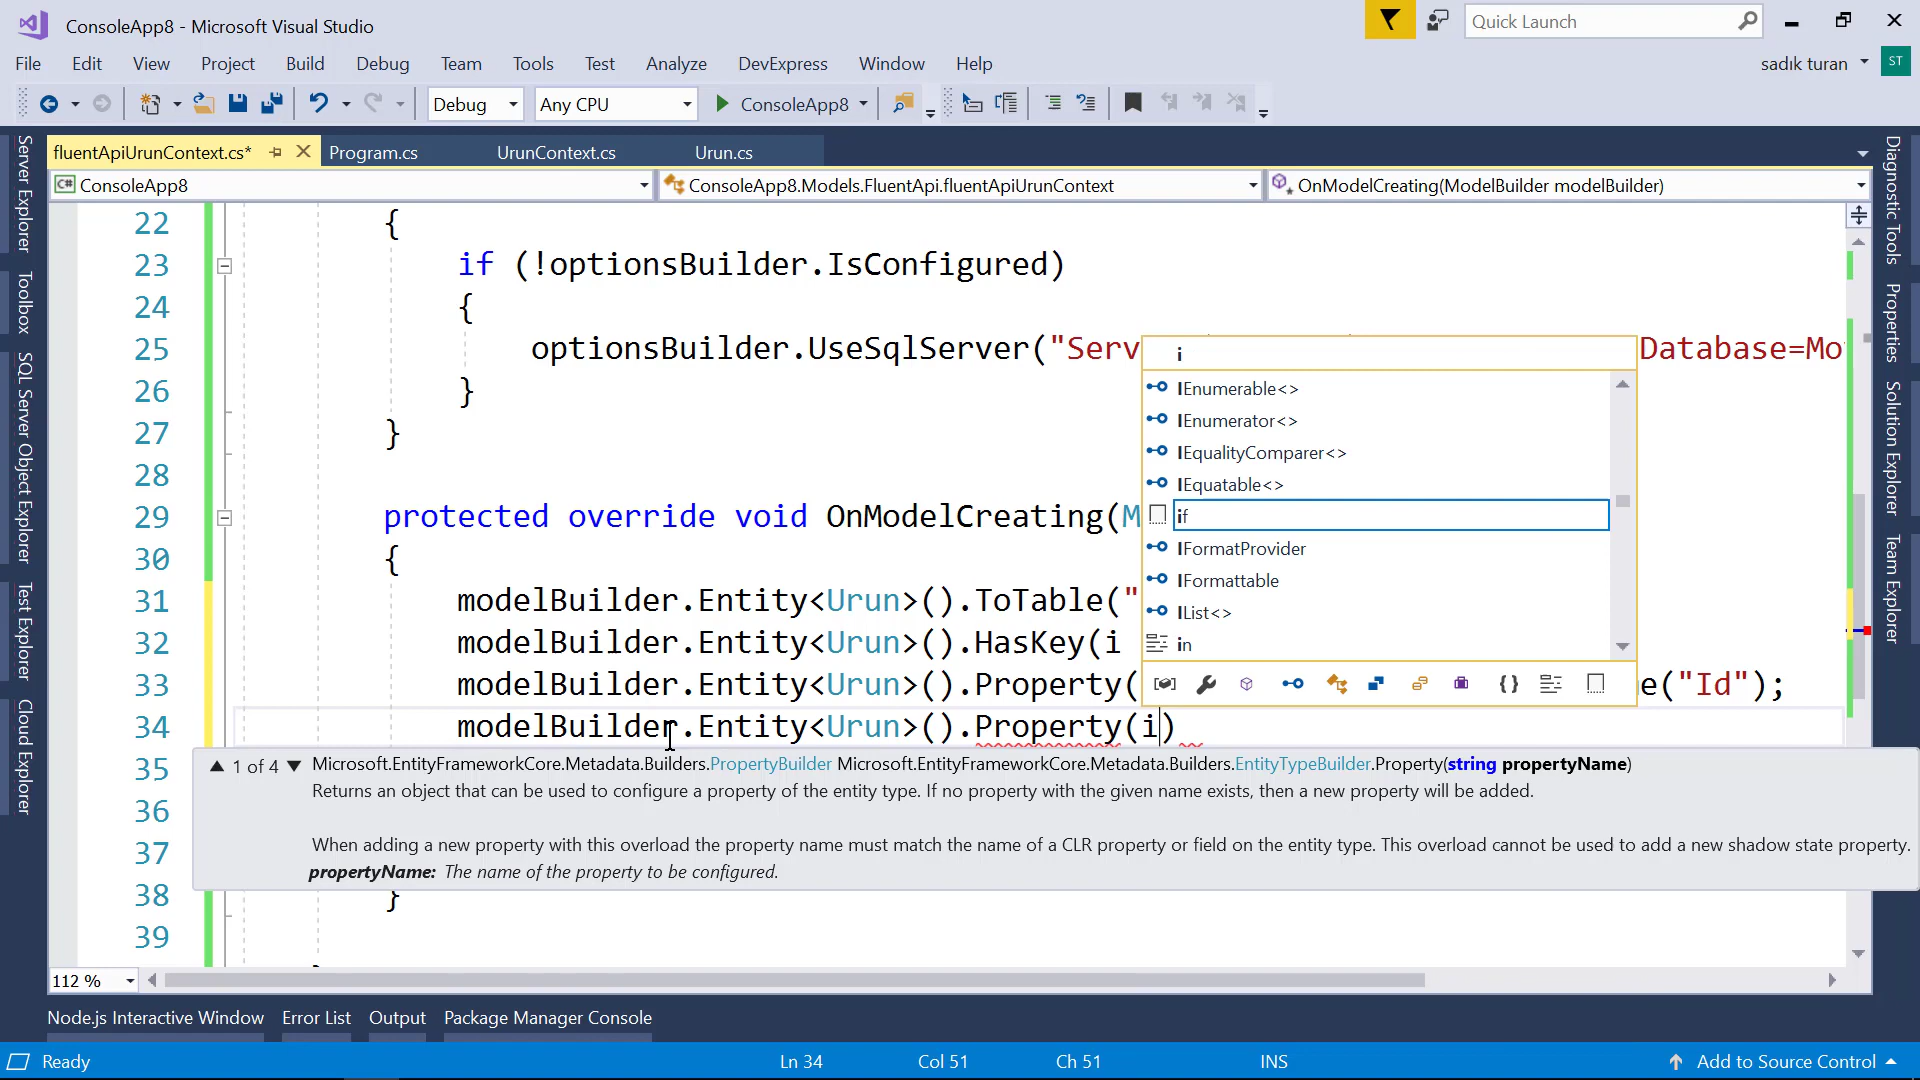 ConsoleApp8 - Microsoft Visual Studio
Quick Launch
File Edit View Project Build Debug Team Tools Test Analyze DevExpress Window Help
sadık turan ST
Debug Any CPU ConsoleApp8
fluentApiUrunContext.cs* Program.cs UrunContext.cs Urun.cs
C# ConsoleApp8 ConsoleApp8.Models.FluentApi.fluentApiUrunContext OnModelCreating(ModelBuilder modelBuilder)
Server Explorer
Toolbox
SQL Server Object Explorer
Test Explorer
Cloud Explorer
22 {
23 if (!optionsBuilder.IsConfigured)
24 {
25 optionsBuilder.UseSqlServer("Serv Database=Mo
26 }
27 }
28
29 protected override void OnModelCreating(M
30 {
31 modelBuilder.Entity<Urun>().ToTable("
32 modelBuilder.Entity<Urun>().HasKey(i
33 modelBuilder.Entity<Urun>().Property( e("Id");
34 modelBuilder.Entity<Urun>().Property(i)
35
36
37
38 }
39
i
IEnumerable<>
IEnumerator<>
IEqualityComparer<>
IEquatable<>
if
IFormatProvider
IFormattable
IList<>
in
1 of 4 Microsoft.EntityFrameworkCore.Metadata.Builders.PropertyBuilder Microsoft.EntityFrameworkCore.Metadata.Builders.EntityTypeBuilder.Property(string propertyName)
Returns an object that can be used to configure a property of the entity type. If no property with the given name exists, then a new property will be added.
When adding a new property with this overload the property name must match the name of a CLR property or field on the entity type. This overload cannot be used to add a new shadow state property.
propertyName: The name of the property to be configured.
Diagnostic Tools
Properties
Solution Explorer
Team Explorer
112 %
Node.js Interactive Window Error List Output Package Manager Console
Ready Ln 34 Col 51 Ch 51 INS Add to Source Control